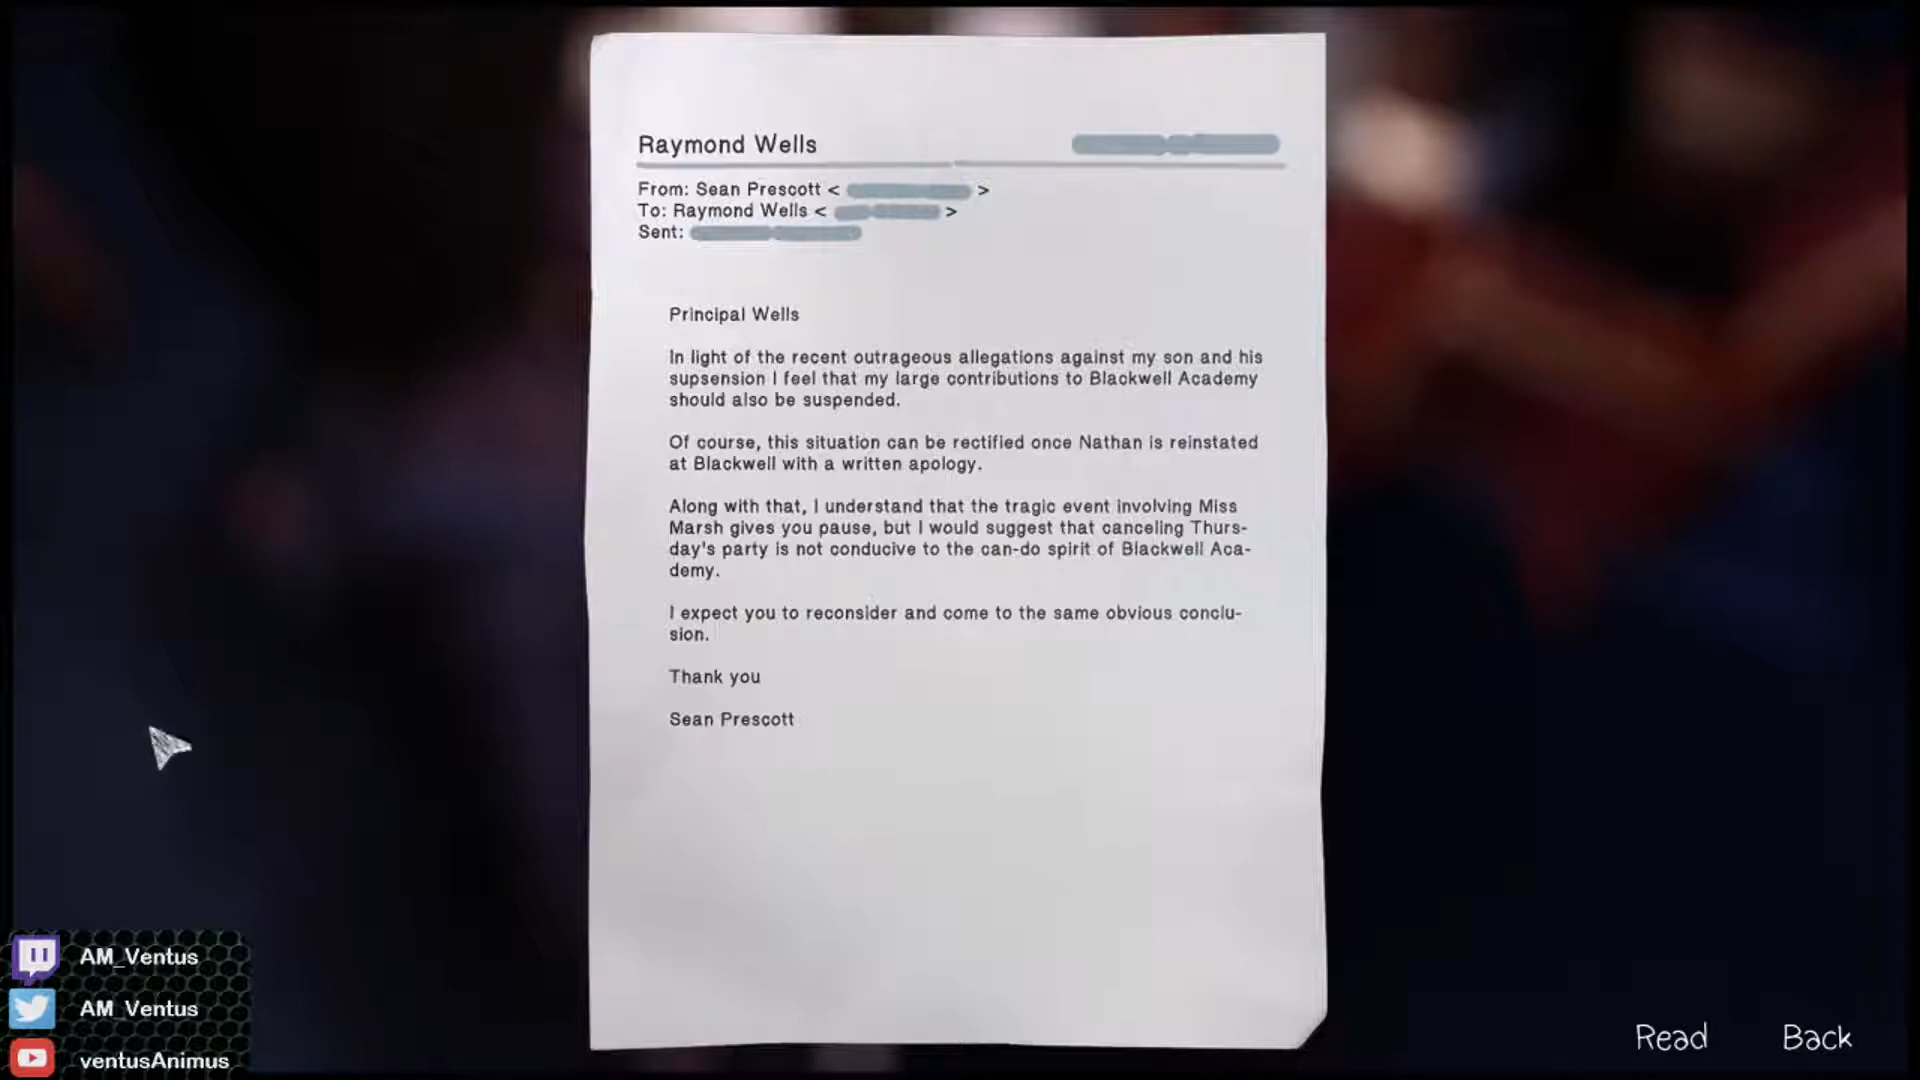 Raymond Wells
From: Sean Prescott < >
To: Raymond Wells < >
Sent:
Principal Wells
In light of the recent outrageous allegations against my son and his
supsension I feel that my large contributions to Blackwell Academy
should also be suspended.
Of course, this situation can be rectified once Nathan is reinstated
at Blackwell with a written apology.
Along with that, I understand that the tragic event involving Miss
Marsh gives you pause, but I would suggest that canceling Thurs-
day's party is not conducive to the can-do spirit of Blackwell Aca-
demy.
I expect you to reconsider and come to the same obvious conclu-
sion.
Thank you
Sean Prescott
AM_Ventus
AM_Ventus
ventusAnimus
Read Back